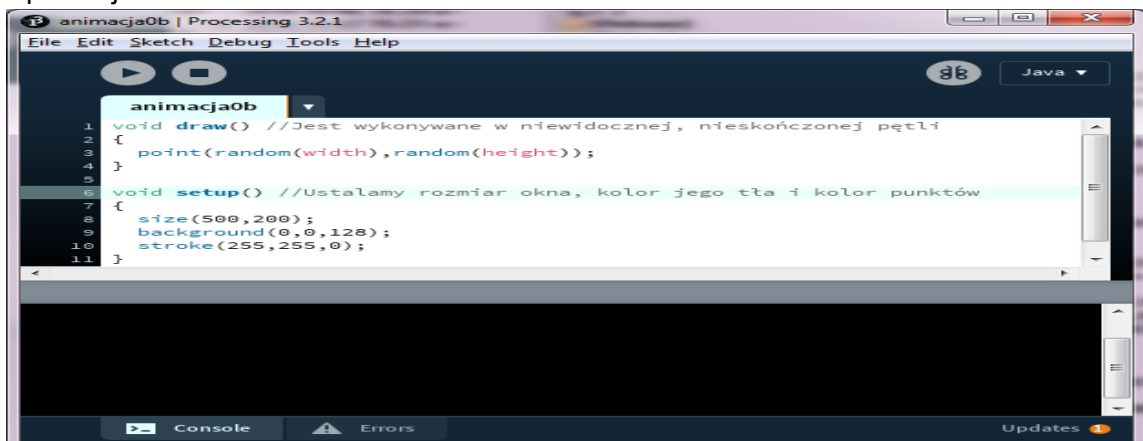 animacja0b | Processing 3.2.1
File Edit Sketch Debug Tools Help
Java
animacja0b
1 void draw() //Jest wykonywane w niewidocznej, nieskończonej pętli
2 {
3 point(random(width),random(height));
4 }
5
6 void setup() //Ustalamy rozmiar okna, kolor jego tła i kolor punktów
7 {
8 size(500,200);
9 background(0,0,128);
10 stroke(255,255,0);
11 }
>_ Console Errors Updates 1